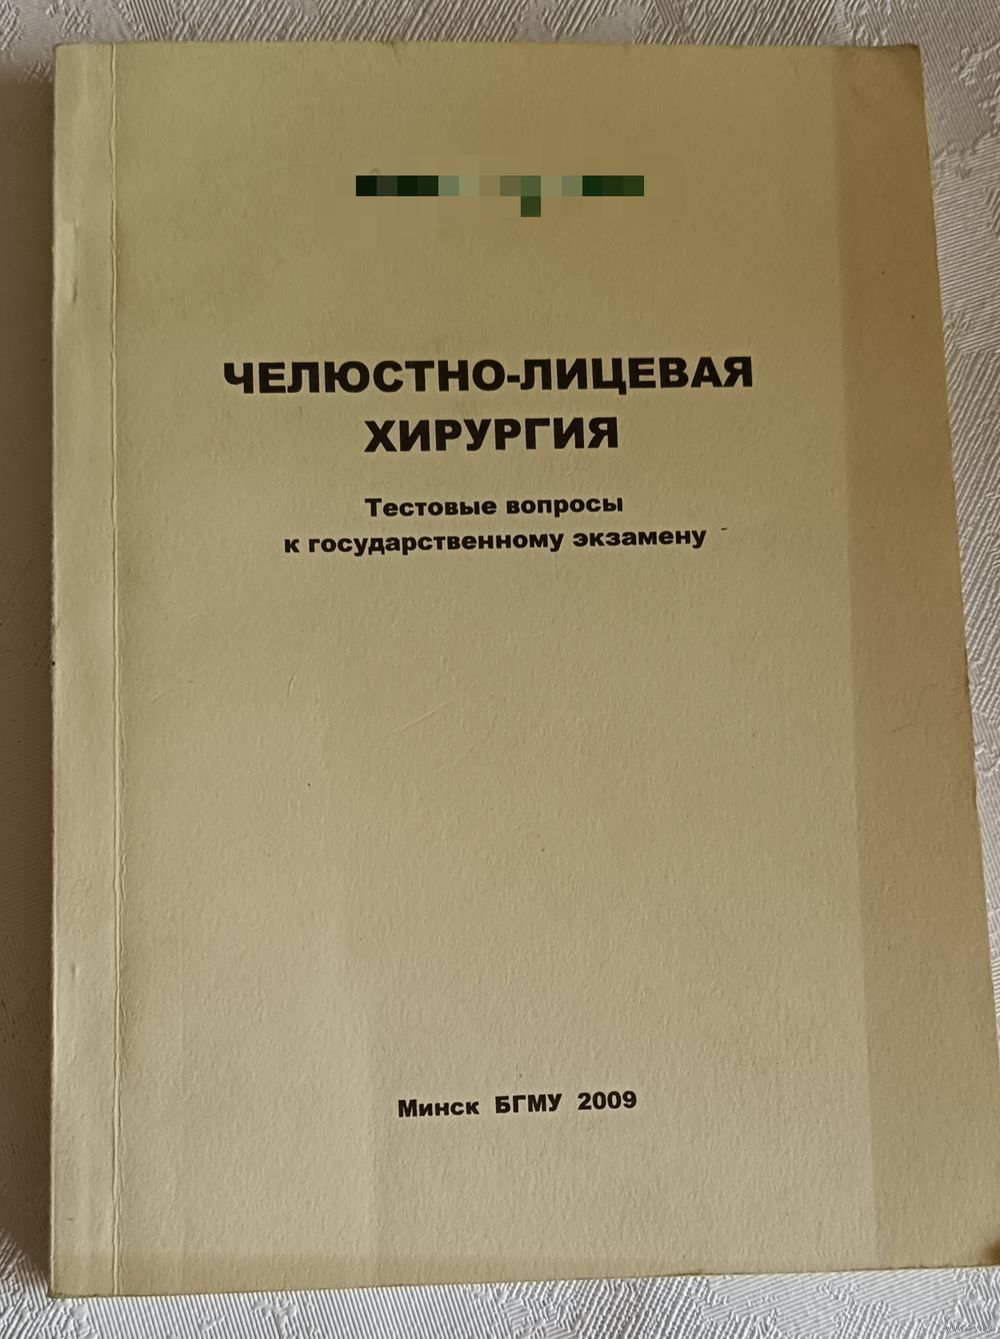 ЧЕЛЮСТНО-ЛИЦЕВАЯ
ХИРУРГИЯ
Тестовые вопросы
к государственному экзамену
Минск БГМУ 2009